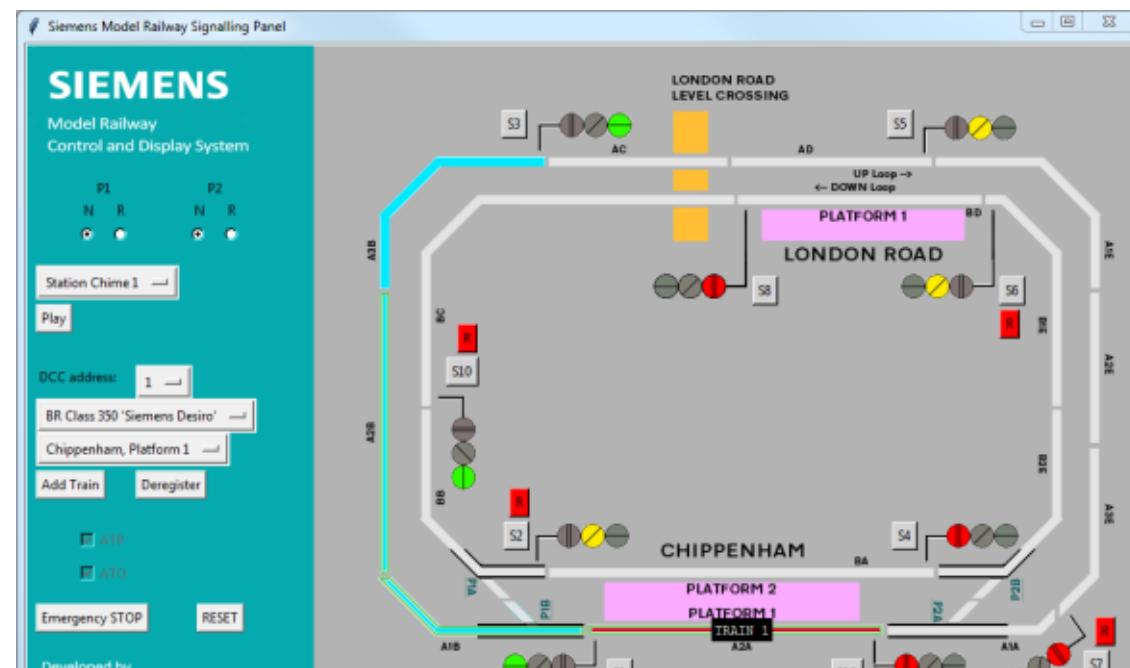 Siemens Model Railway Signalling Panel
SIEMENS
Model Railway
Control and Display System
P1
P2
N R
N R
Station Chime 1
Play
DCC address:
1
BR Class 350 'Siemens Desiro'
Chippenham, Platform 1
Add Train
Deregister
ATP
ATO
Emergency STOP
RESET
Developed by
LONDON ROAD
LEVEL CROSSING
S3
S5
AC
AD
UP Loop -->
<-- DOWN Loop
PLATFORM 1
BD
LONDON ROAD
A3B
A1E
S8
S6
R
BC
R
S10
A2E
A2B
BB
R
S2
S4
A3E
CHIPPENHAM
BA
PLATFORM 2
PLATFORM 1
TRAIN 1
P1A
P1B
P2A
P2B
A1B
A2A
A1A
R
S7